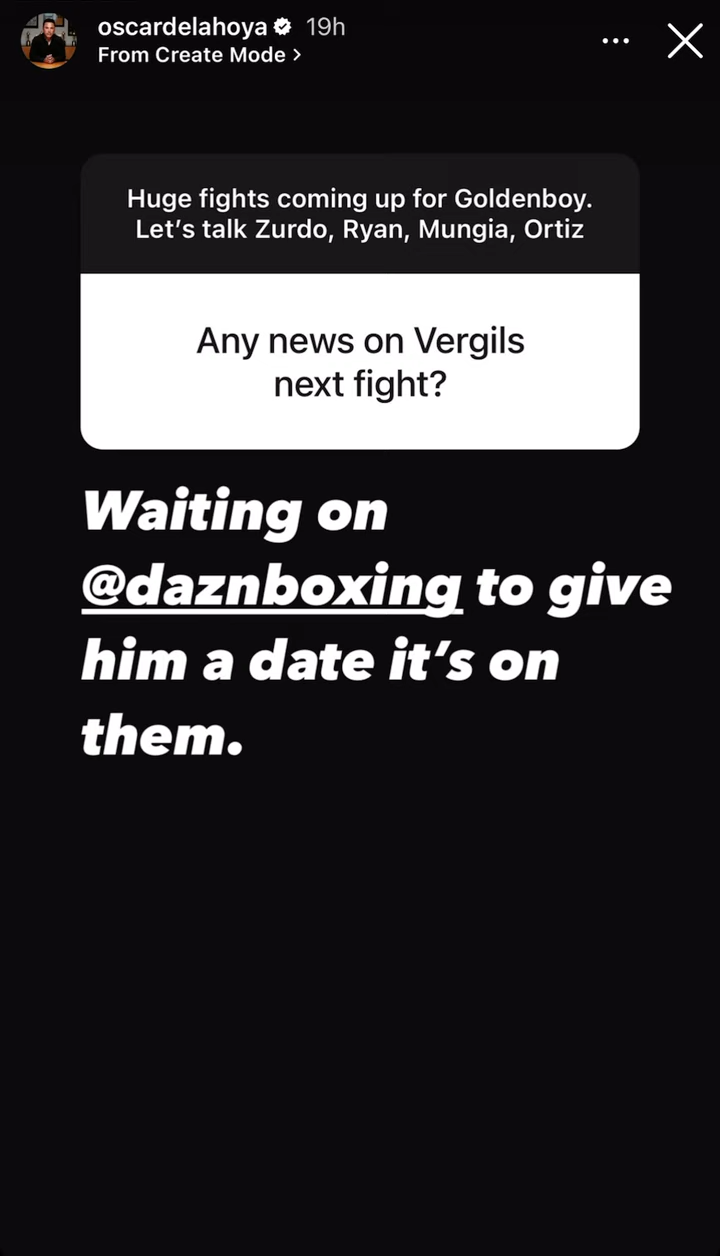 oscardelahoya 19h
From Create Mode >
Huge fights coming up for Goldenboy.
Let’s talk Zurdo, Ryan, Mungia, Ortiz
Any news on Vergils
next fight?
Waiting on
@daznboxing to give
him a date it’s on
them.